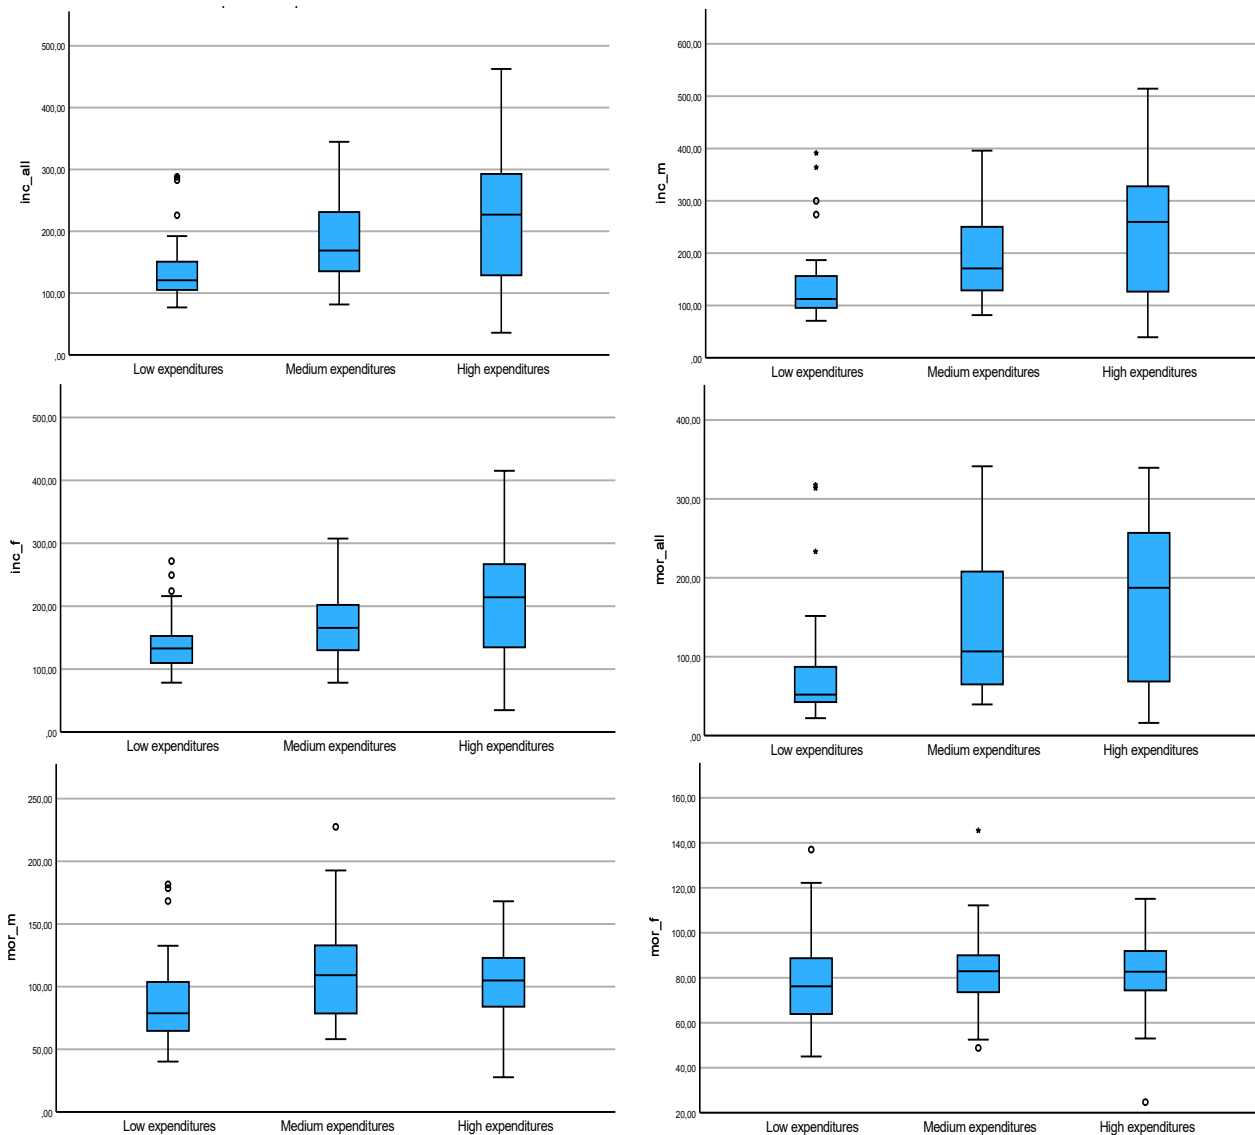 500,00
400,00
300,00
200,00
100,00
,00
inc_all
Low expenditures
Medium expenditures
High expenditures
600,00
500,00
400,00
300,00
200,00
100,00
,00
inc_m
Low expenditures
Medium expenditures
High expenditures
500,00
400,00
300,00
200,00
100,00
,00
inc_f
Low expenditures
Medium expenditures
High expenditures
400,00
300,00
200,00
100,00
,00
mor_all
Low expenditures
Medium expenditures
High expenditures
250,00
200,00
150,00
100,00
50,00
,00
mor_m
Low expenditures
Medium expenditures
High expenditures
160,00
140,00
120,00
100,00
80,00
60,00
40,00
20,00
mor_f
Low expenditures
Medium expenditures
High expenditures